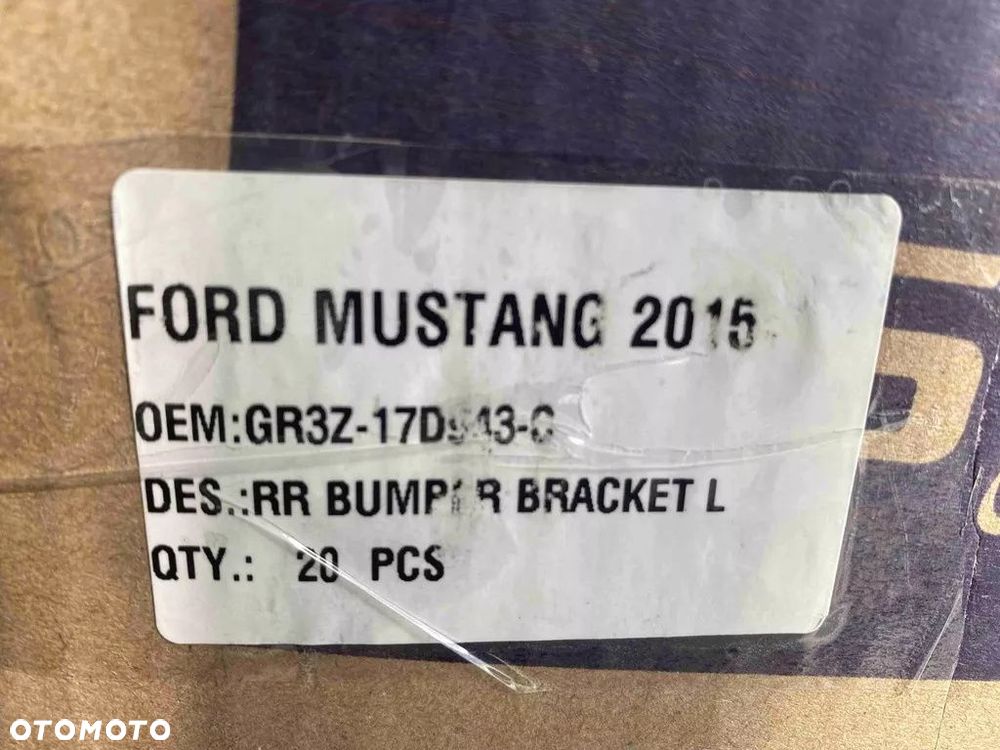 FORD MUSTANG 2015
OEM:GR3Z-17D943-C
DES.:RR BUMPER BRACKET L
QTY.: 20 PCS
OTOMOTO